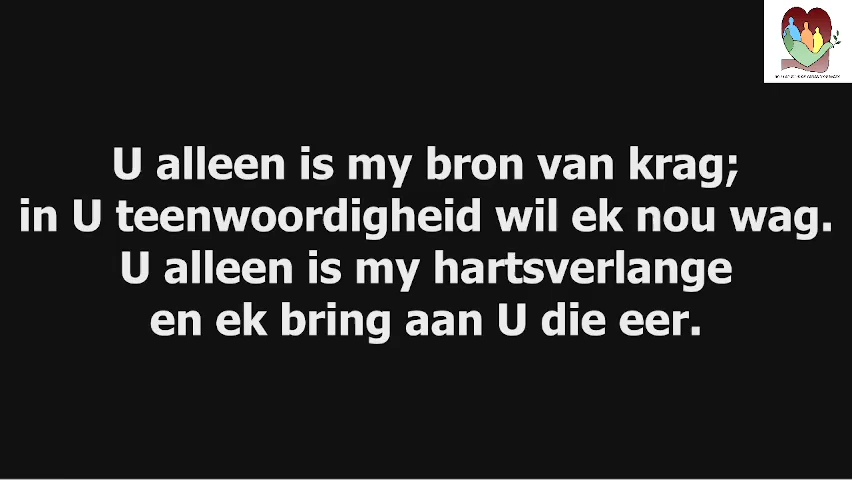 U alleen is my bron van krag;
in U teenwoordigheid wil ek nou wag.
U alleen is my hartsverlange
en ek bring aan U die eer.